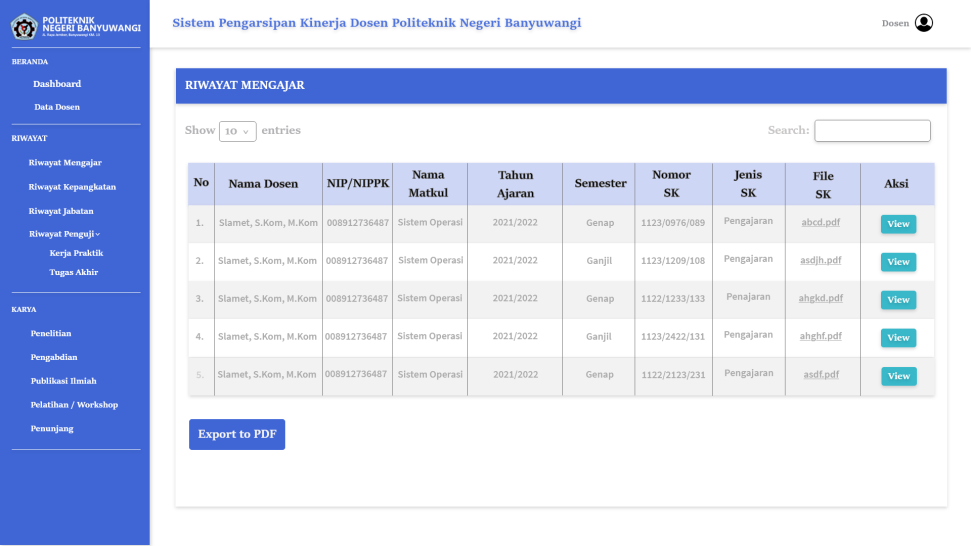 POLITEKNIK
NEGERI BANYUWANGI
Sistem Pengarsipan Kinerja Dosen Politeknik Negeri Banyuwangi
Dosen
BERANDA
Dashboard
Data Dosen
RIWAYAT
Riwayat Mengajar
Riwayat Kepangkatan
Riwayat Jabatan
Riwayat Penguji
Kerja Praktik
Tugas Akhir
KARYA
Penelitian
Pengabdian
Publikasi Ilmiah
Pelatihan / Workshop
Penunjang
RIWAYAT MENGAJAR
Show 10 entries
Search:
No Nama Dosen NIP/NIPPK Nama Matkul Tahun Ajaran Semester Nomor SK Jenis SK File SK Aksi
1. Slamet, S.Kom, M.Kom 008912736487 Sistem Operasi 2021/2022 Genap 1123/0976/089 Pengajaran abcd.pdf View
2. Slamet, S.Kom, M.Kom 008912736487 Sistem Operasi 2021/2022 Ganjil 1123/1209/108 Pengajaran asdjh.pdf View
3. Slamet, S.Kom, M.Kom 008912736487 Sistem Operasi 2021/2022 Genap 1122/1233/133 Penajaran ahgkd.pdf View
4. Slamet, S.Kom, M.Kom 008912736487 Sistem Operasi 2021/2022 Ganjil 1123/2422/131 Pengajaran ahghf.pdf View
5. Slamet, S.Kom, M.Kom 008912736487 Sistem Operasi 2021/2022 Genap 1122/2123/231 Pengajaran asdf.pdf View
Export to PDF